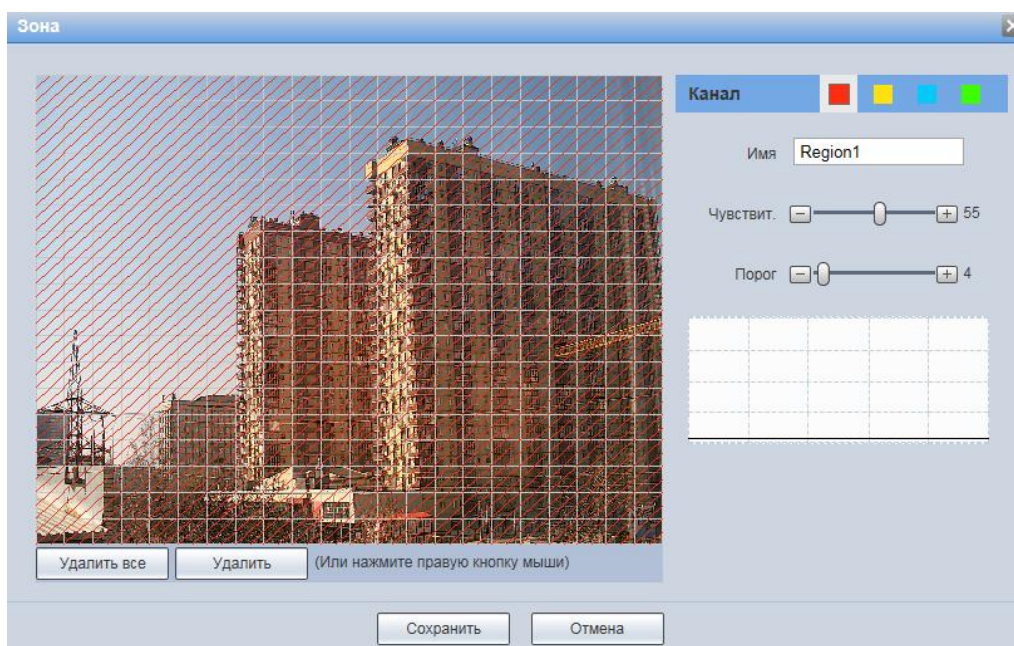 Зона
Канал
Имя Region1
Чувствит. 55
Порог 4
Удалить все Удалить (Или нажмите правую кнопку мыши)
Сохранить Отмена